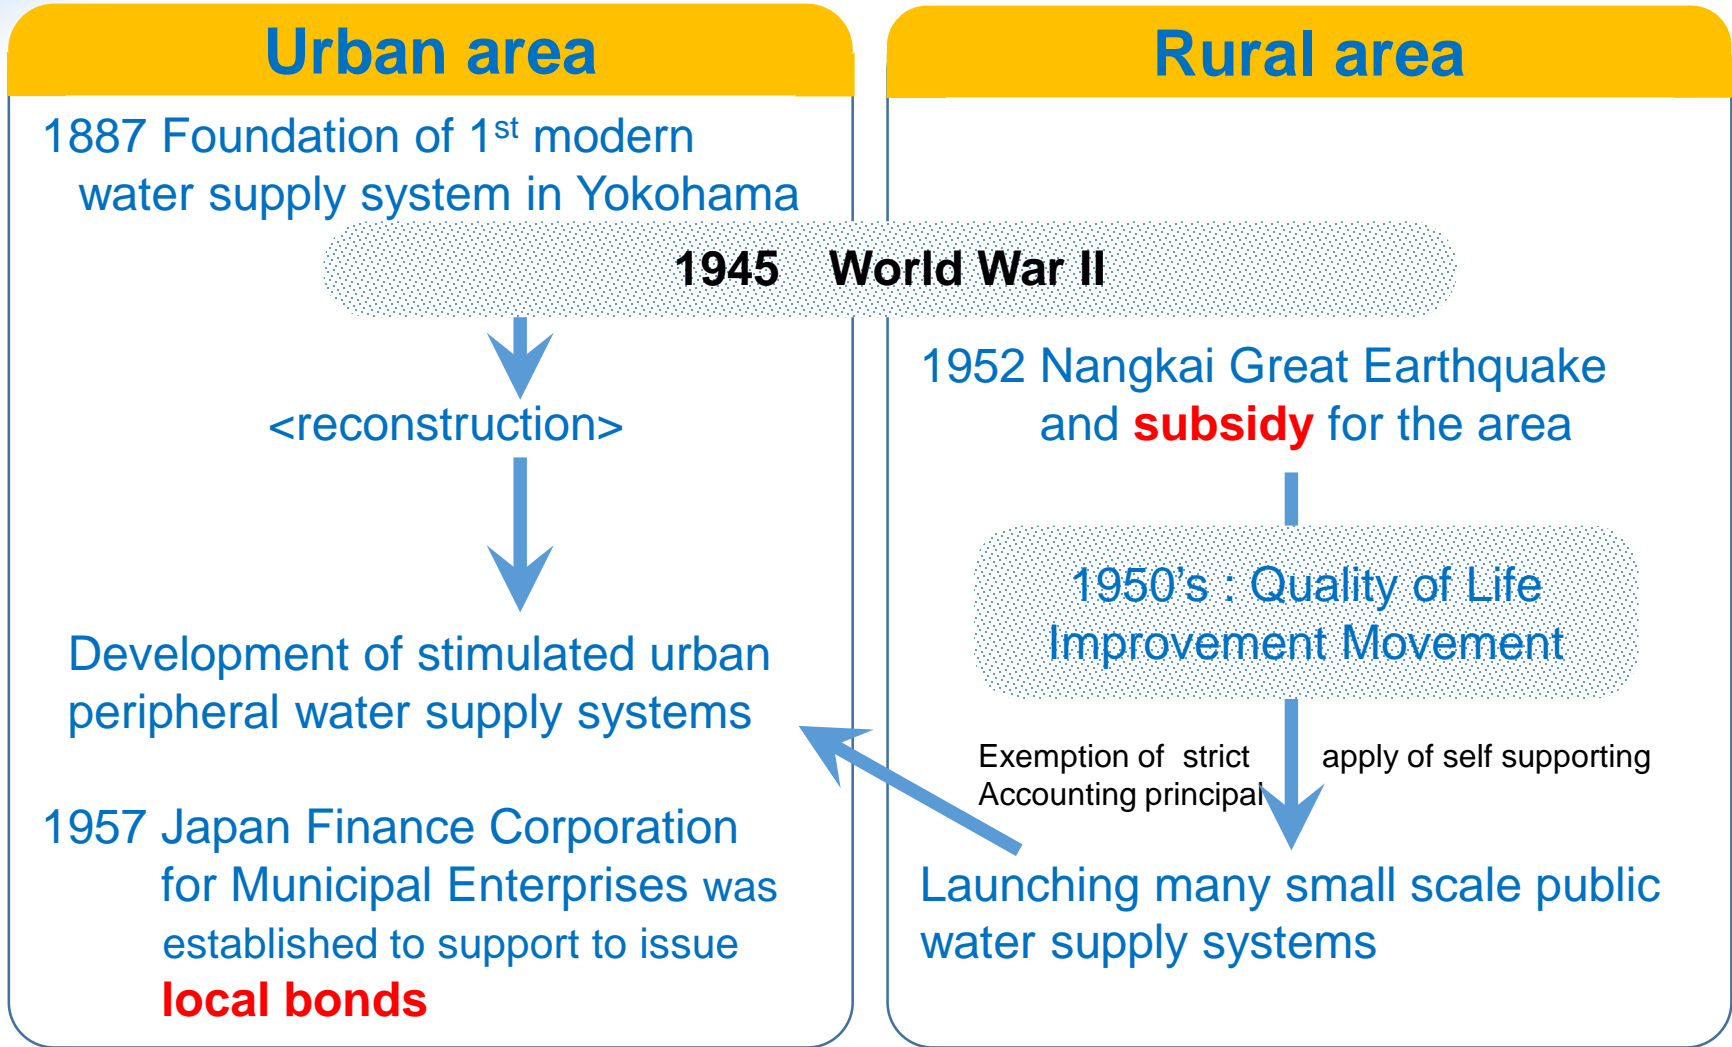 Urban area
1887 Foundation of 1st modern
water supply system in Yokohama
1945 World War II
<reconstruction>
Development of stimulated urban
peripheral water supply systems
1957 Japan Finance Corporation
for Municipal Enterprises was
established to support to issue
local bonds
Rural area
1952 Nangkai Great Earthquake
and subsidy for the area
1950's : Quality of Life
Improvement Movement
Exemption of strict apply of self supporting
Accounting principal
Launching many small scale public
water supply systems